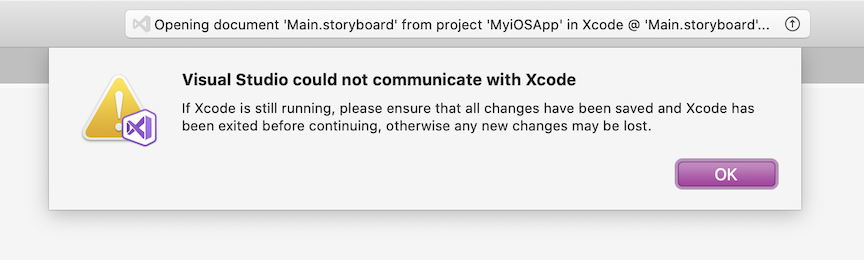 Opening document 'Main.storyboard' from project 'MyiOSApp' in Xcode @ 'Main.storyboard'...
Visual Studio could not communicate with Xcode
If Xcode is still running, please ensure that all changes have been saved and Xcode has
been exited before continuing, otherwise any new changes may be lost.
OK